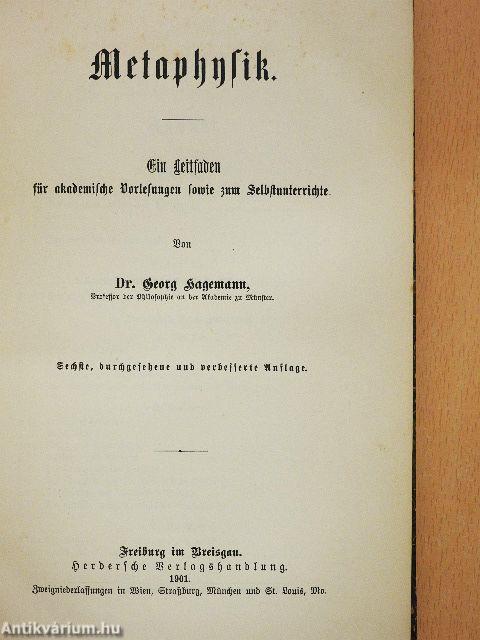 Metaphysik.
Ein Leitfaden
für akademische Vorlesungen sowie zum Selbstunterrichte.
Von
Dr. Georg Hagemann,
Professor der Philosophie an der Akademie zu Münster.
Sechste, durchgesehene und verbesserte Auflage.
Freiburg im Breisgau.
Herdersche Verlagshandlung.
1901.
Zweigniederlassungen in Wien, Straßburg, München und St. Louis, Mo.
Antikvárium.hu